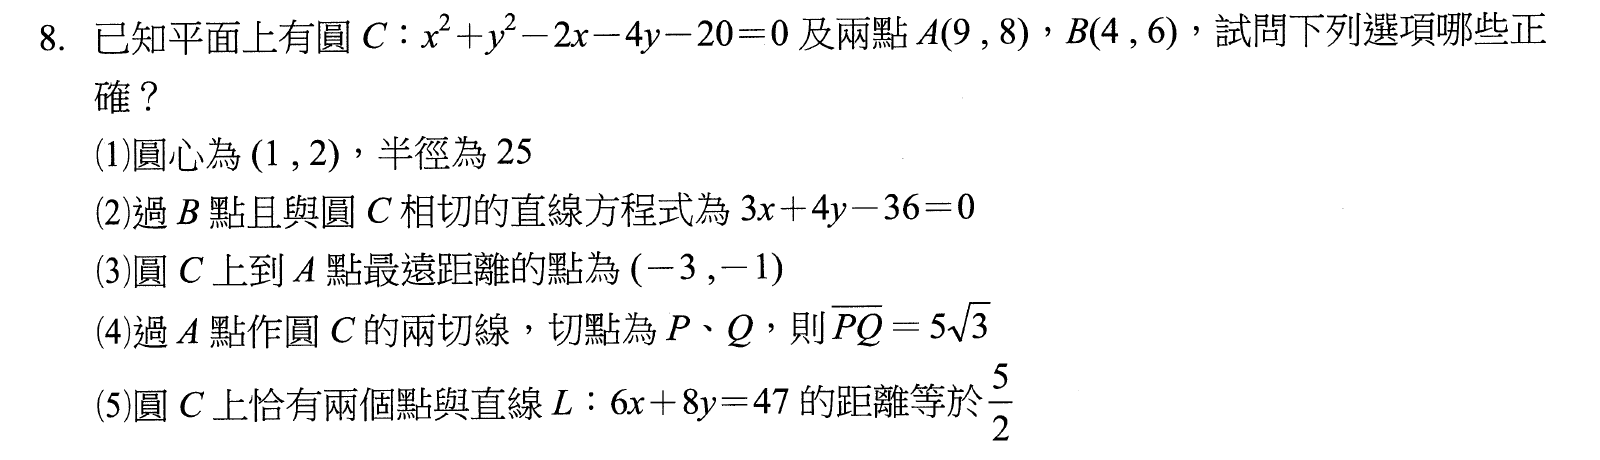 8. 已知平面上有圓 C：x²+y²−2x−4y−20=0 及兩點 A(9 , 8)，B(4 , 6)，試問下列選項哪些正
確？
(1)圓心為 (1 , 2)，半徑為 25
(2)過 B 點且與圓 C 相切的直線方程式為 3x+4y−36=0
(3)圓 C 上到 A 點最遠距離的點為 (−3 ,−1)
(4)過 A 點作圓 C 的兩切線，切點為 P、Q，則 \overline{PQ} = 5√3
(5)圓 C 上恰有兩個點與直線 L：6x+8y=47 的距離等於 5/2